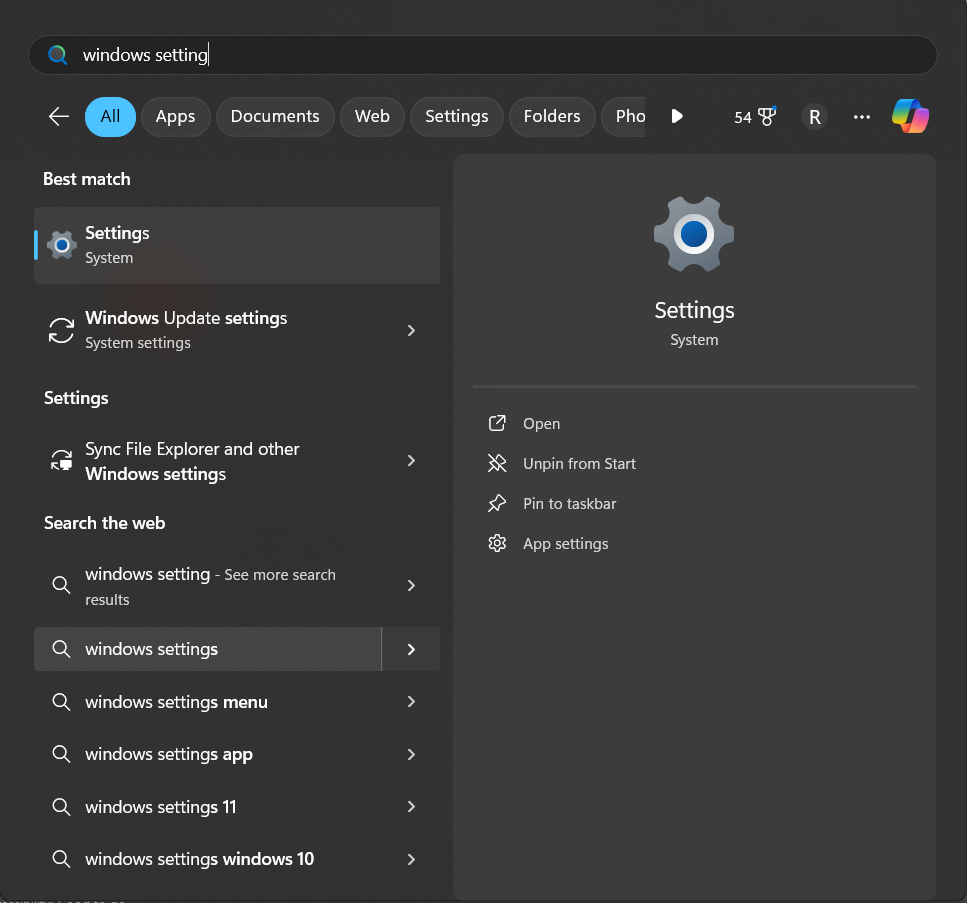 windows setting
All
Apps
Documents
Web
Settings
Folders
Pho
54
R
Best match
Settings
System
Windows Update settings
System settings
Settings
Sync File Explorer and other
Windows settings
Search the web
windows setting - See more search
results
windows settings
windows settings menu
windows settings app
windows settings 11
windows settings windows 10
Settings
System
Open
Unpin from Start
Pin to taskbar
App settings